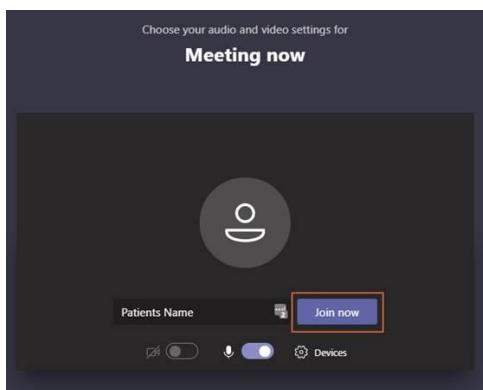 Choose your audio and video settings for
Meeting now
Patients Name
Join now
Devices